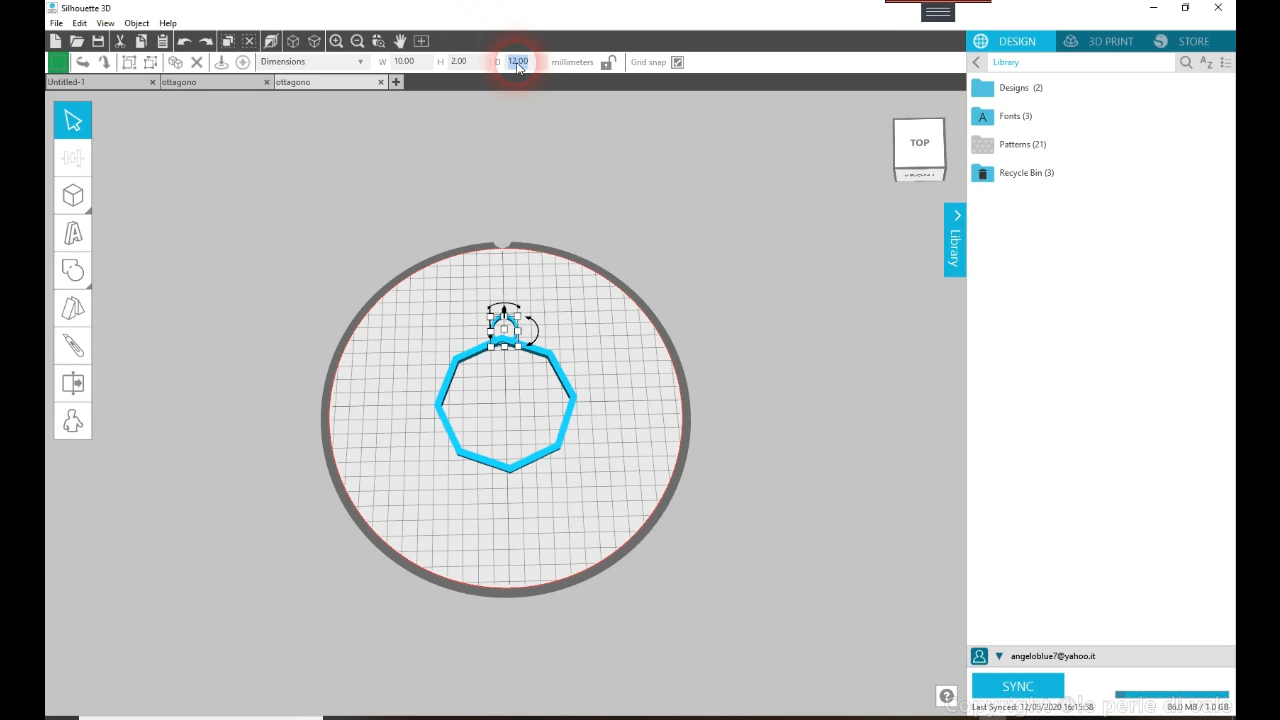 Silhouette 3D
File Edit View Object Help
DESIGN 3D PRINT STORE
Dimensions W 10.00 H 2.00 D 12.00 millimeters Grid snap
Library
Untitled-1 ottagono ottagono
Designs (2)
Fonts (3)
Patterns (21)
Recycle Bin (3)
TOP
FRONT
Library
angeloblue7@yahoo.it
SYNC
Last Synced: 12/05/2020 16:15:58 86.0 MB / 1.0 GB